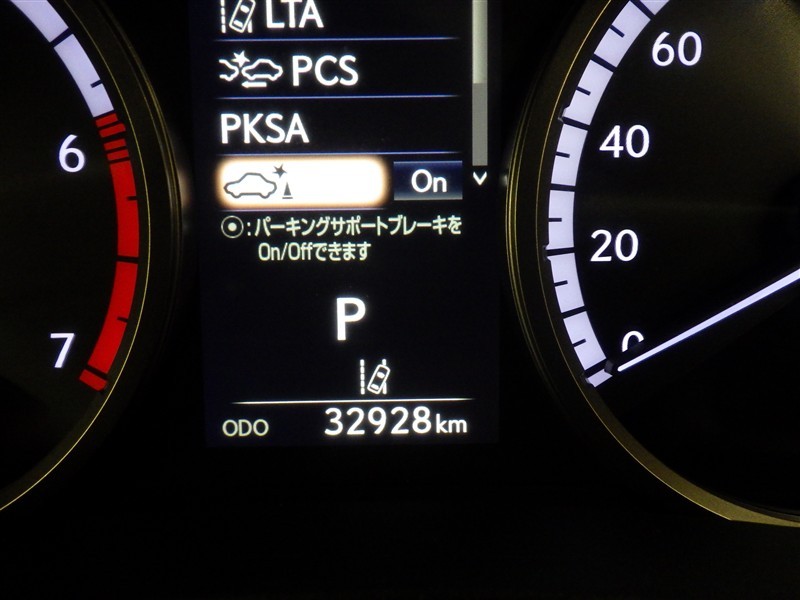 LTA
PCS
PKSA
On
:パーキングサポートブレーキを
On/Offできます
P
ODO 32928km
6
7
60
40
20
0